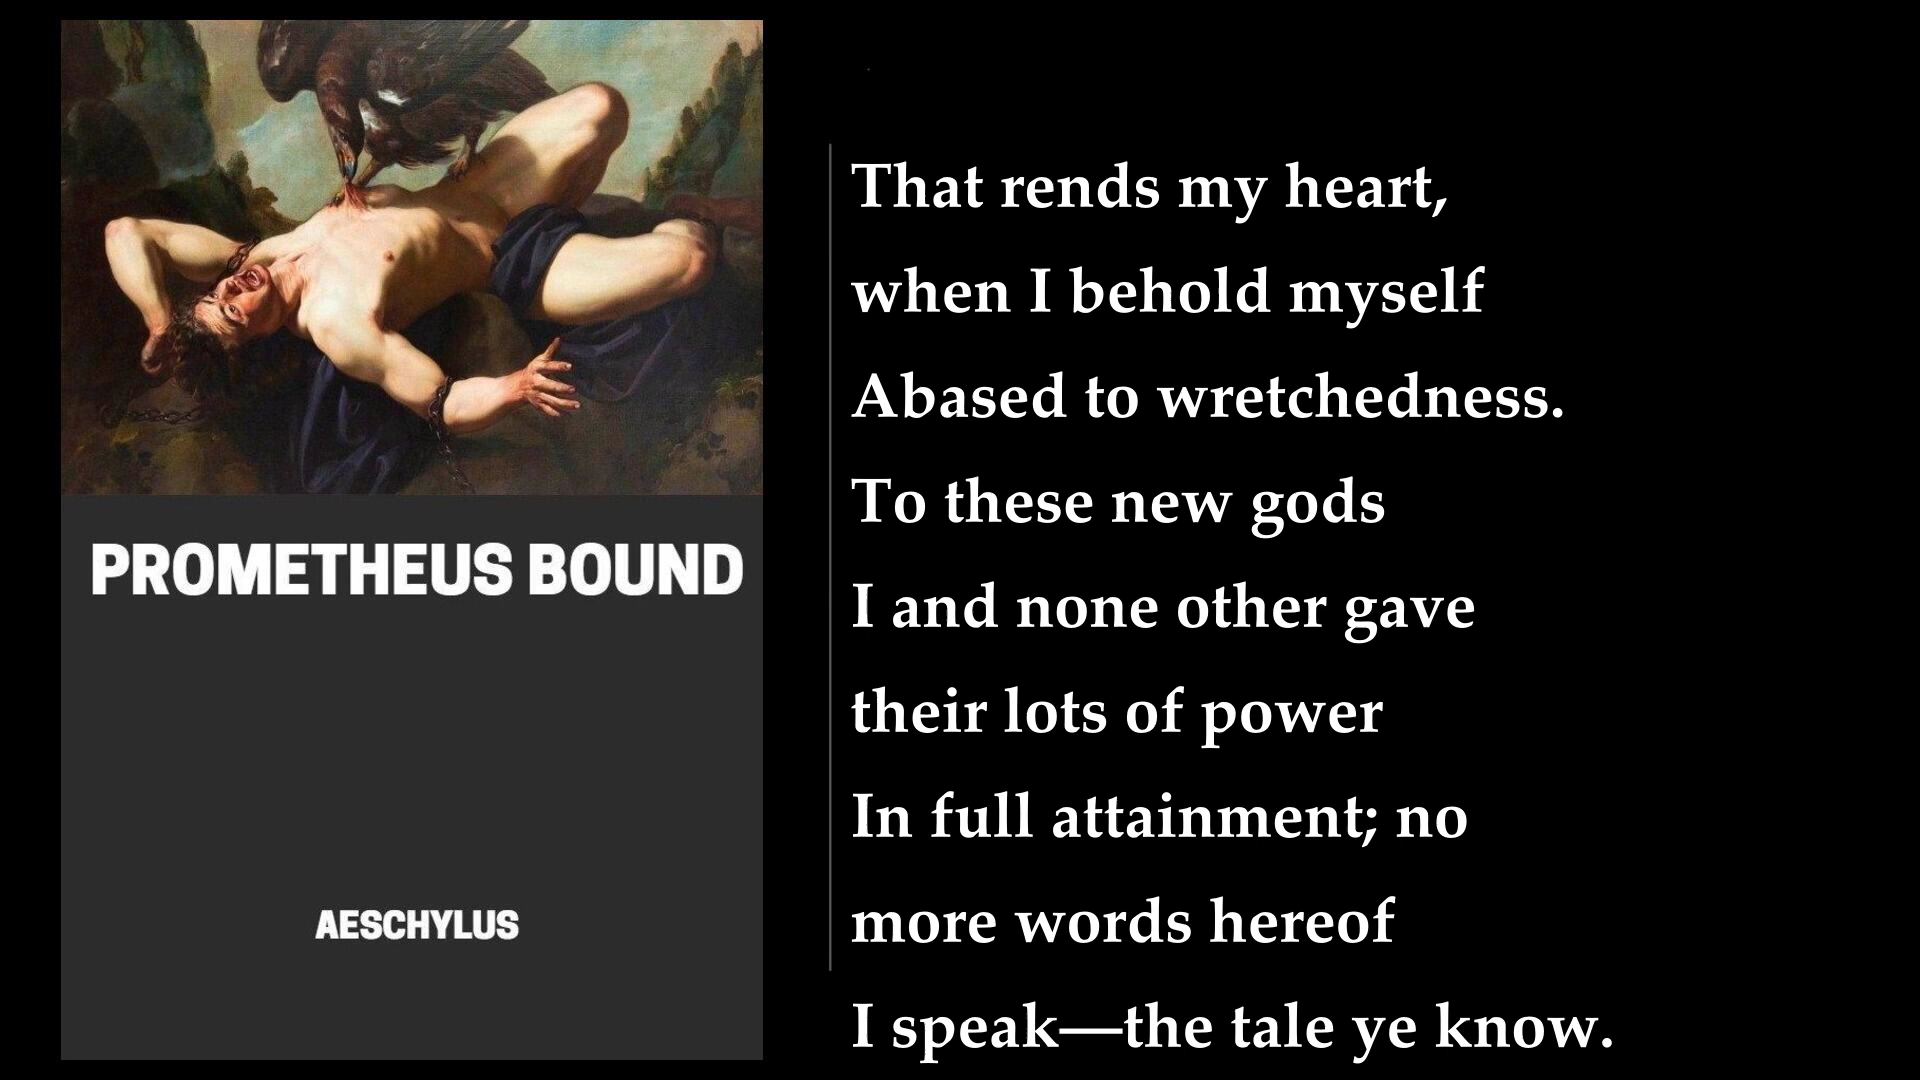 PROMETHEUS BOUND
AESCHYLUS
That rends my heart,
when I behold myself
Abased to wretchedness.
To these new gods
I and none other gave
their lots of power
In full attainment; no
more words hereof
I speak—the tale ye know.